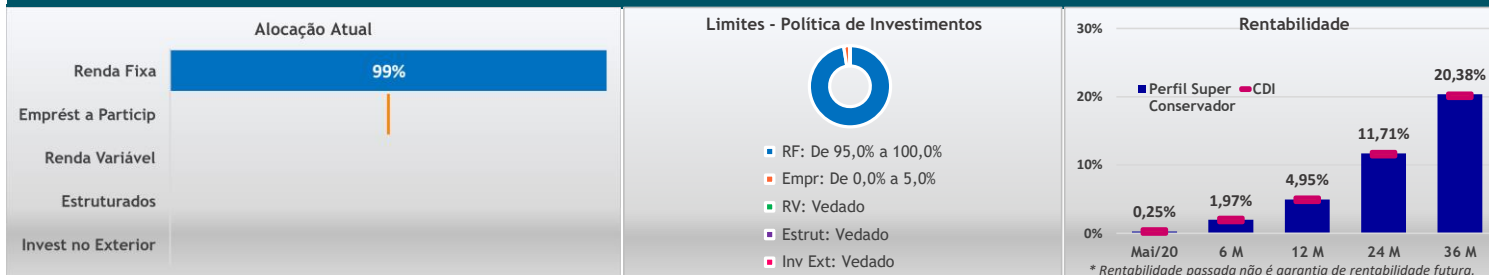 Alocação Atual
Renda Fixa
99%
Emprést a Particip
Renda Variável
Estruturados
Invest no Exterior
Limites - Política de Investimentos
RF: De 95,0% a 100,0%
Empr: De 0,0% a 5,0%
RV: Vedado
Estrut: Vedado
Inv Ext: Vedado
Rentabilidade
30%
20%
10%
0%
Perfil Super Conservador
CDI
0,25%
1,97%
4,95%
11,71%
20,38%
Mai/20
6 M
12 M
24 M
36 M
* Rentabilidade passada não é garantia de rentabilidade futura.